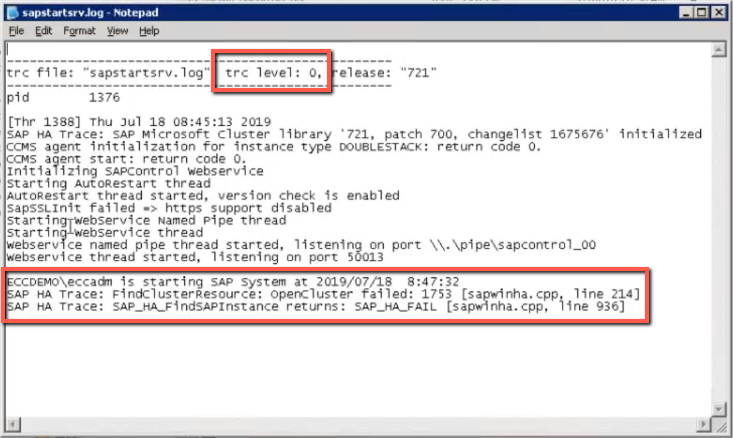 sapstartsrv.log - Notepad
File Edit Format View Help
---------------------------------------------------
trc file: "sapstartsrv.log", trc level: 0, release: "721"
---------------------------------------------------
pid 1376
[Thr 1388] Thu Jul 18 08:45:13 2019
SAP HA Trace: SAP Microsoft Cluster library '721, patch 700, changelist 1675676' initialized
CCMS agent initialization for instance type DOUBLESTACK: return code 0.
CCMS agent start: return code 0.
Initializing SAPControl Webservice
Starting AutoRestart thread
AutoRestart thread started, version check is enabled
SapSSLInit failed => https support disabled
Starting WebService Named Pipe thread
Starting WebService thread
Webservice named pipe thread started, listening on port \\.\pipe\sapcontrol_00
Webservice thread started, listening on port 50013
ECCDEMO\eccadm is starting SAP System at 2019/07/18 8:47:32
SAP HA Trace: FindClusterResource: OpenCluster failed: 1753 [sapwinha.cpp, line 214]
SAP HA Trace: SAP_HA_FindSAPInstance returns: SAP_HA_FAIL [sapwinha.cpp, line 936]